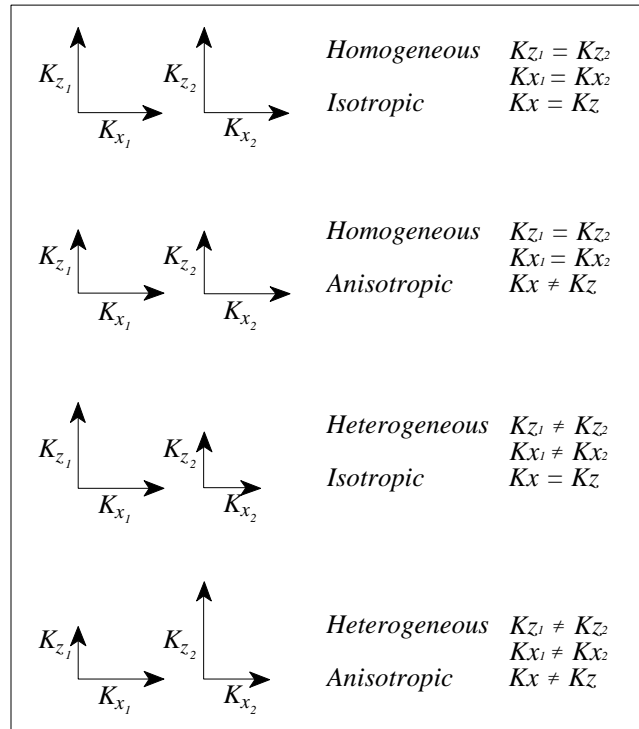 Homogeneous Kz₁ = Kz₂
Kz₁ Kz₂ Kx₁ = Kx₂
Isotropic Kx = Kz
Kx₁ Kx₂
Homogeneous Kz₁ = Kz₂
Kz₁ Kz₂ Kx₁ = Kx₂
Anisotropic Kx ≠ Kz
Kx₁ Kx₂
Heterogeneous Kz₁ ≠ Kz₂
Kz₁ Kz₂ Kx₁ ≠ Kx₂
Isotropic Kx = Kz
Kx₁ Kx₂
Heterogeneous Kz₁ ≠ Kz₂
Kz₁ Kz₂ Kx₁ ≠ Kx₂
Anisotropic Kx ≠ Kz
Kx₁ Kx₂